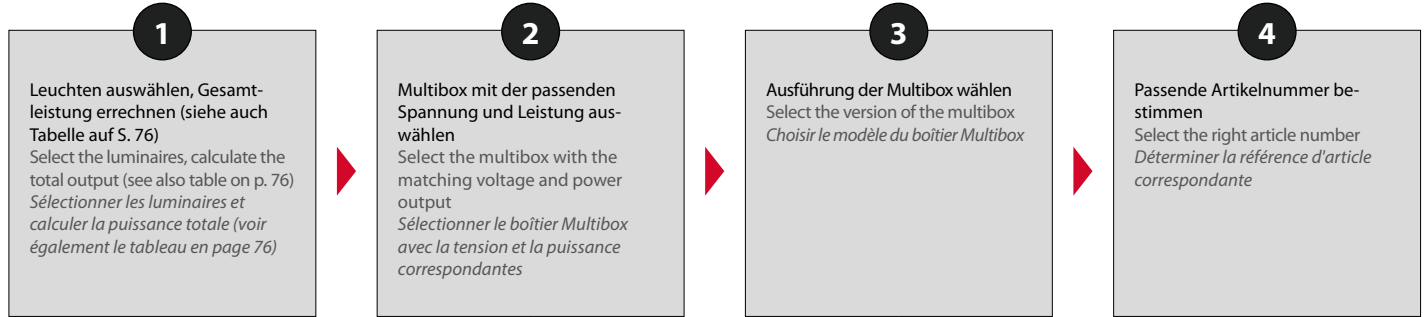 1
Leuchten auswählen, Gesamt-
leistung errechnen (siehe auch
Tabelle auf S. 76)
Select the luminaires, calculate the
total output (see also table on p. 76)
Sélectionner les luminaires et
calculer la puissance totale (voir
également le tableau en page 76)
2
Multibox mit der passenden
Spannung und Leistung aus-
wählen
Select the multibox with the
matching voltage and power
output
Sélectionner le boîtier Multibox
avec la tension et la puissance
correspondantes
3
Ausführung der Multibox wählen
Select the version of the multibox
Choisir le modèle du boîtier Multibox
4
Passende Artikelnummer be-
stimmen
Select the right article number
Déterminer la référence d'article
correspondante